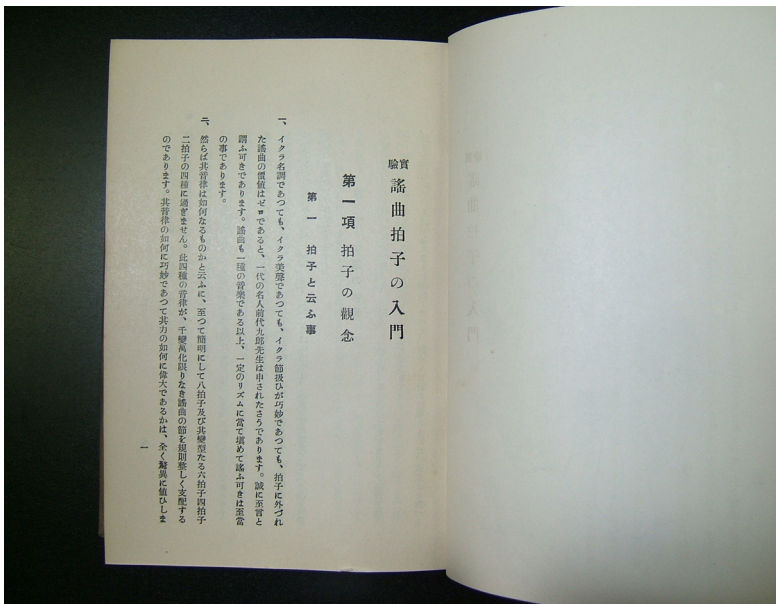 實驗 謠曲拍子の入門
第一項 拍子の觀念
第一 拍子と云ふ事
一、イクラ名調であつても、イクラ美聲であつても、イクラ節扱ひが巧妙であつても、拍子に外づれ
た謠曲の價値はゼロであると、一代の名人前代九郎先生は申されたさうであります。誠に至言と
謂ふ可きであります。謠曲も一種の音樂である以上、一定のリズムに當て塡めて謠ふ可きは至當
の事であります。
二、然らば其音律は如何なるものかと云ふに、至つて簡明にして八拍子及び其變型たる六拍子四拍子
二拍子の四種に過ぎません。此四種の音律が、千變萬化限りなき謠曲の節を規則整しく支配する
のであります。其音律の如何に巧妙であつて其力の如何に偉大であるかは、全く驚異に値ひしま
一